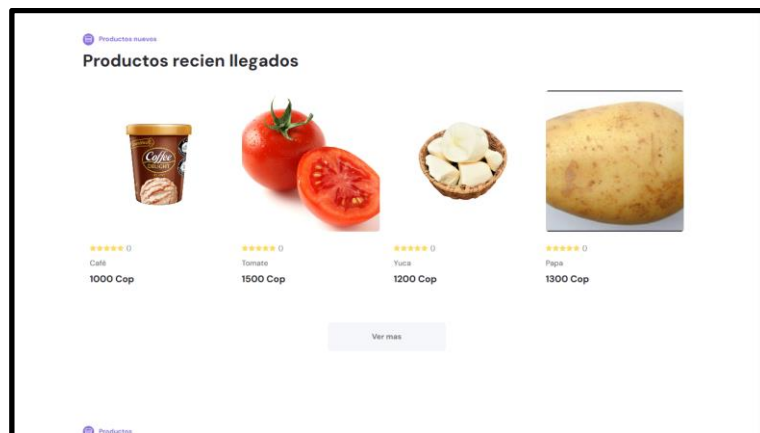 Productos nuevos
Productos recien llegados
Coffee
DELIGHT
0 0 0 0
Café Tomate Yuca Papa
1000 Cop 1500 Cop 1200 Cop 1300 Cop
Ver mas
Productos